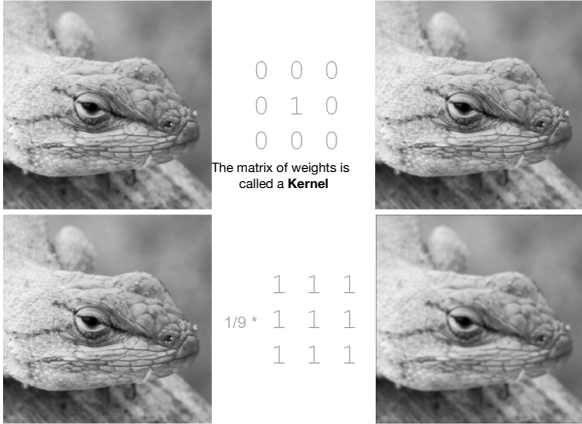 0 0 0
0 1 0
0 0 0
The matrix of weights is
called a Kernel
1 1 1
1/9 * 1 1 1
1 1 1